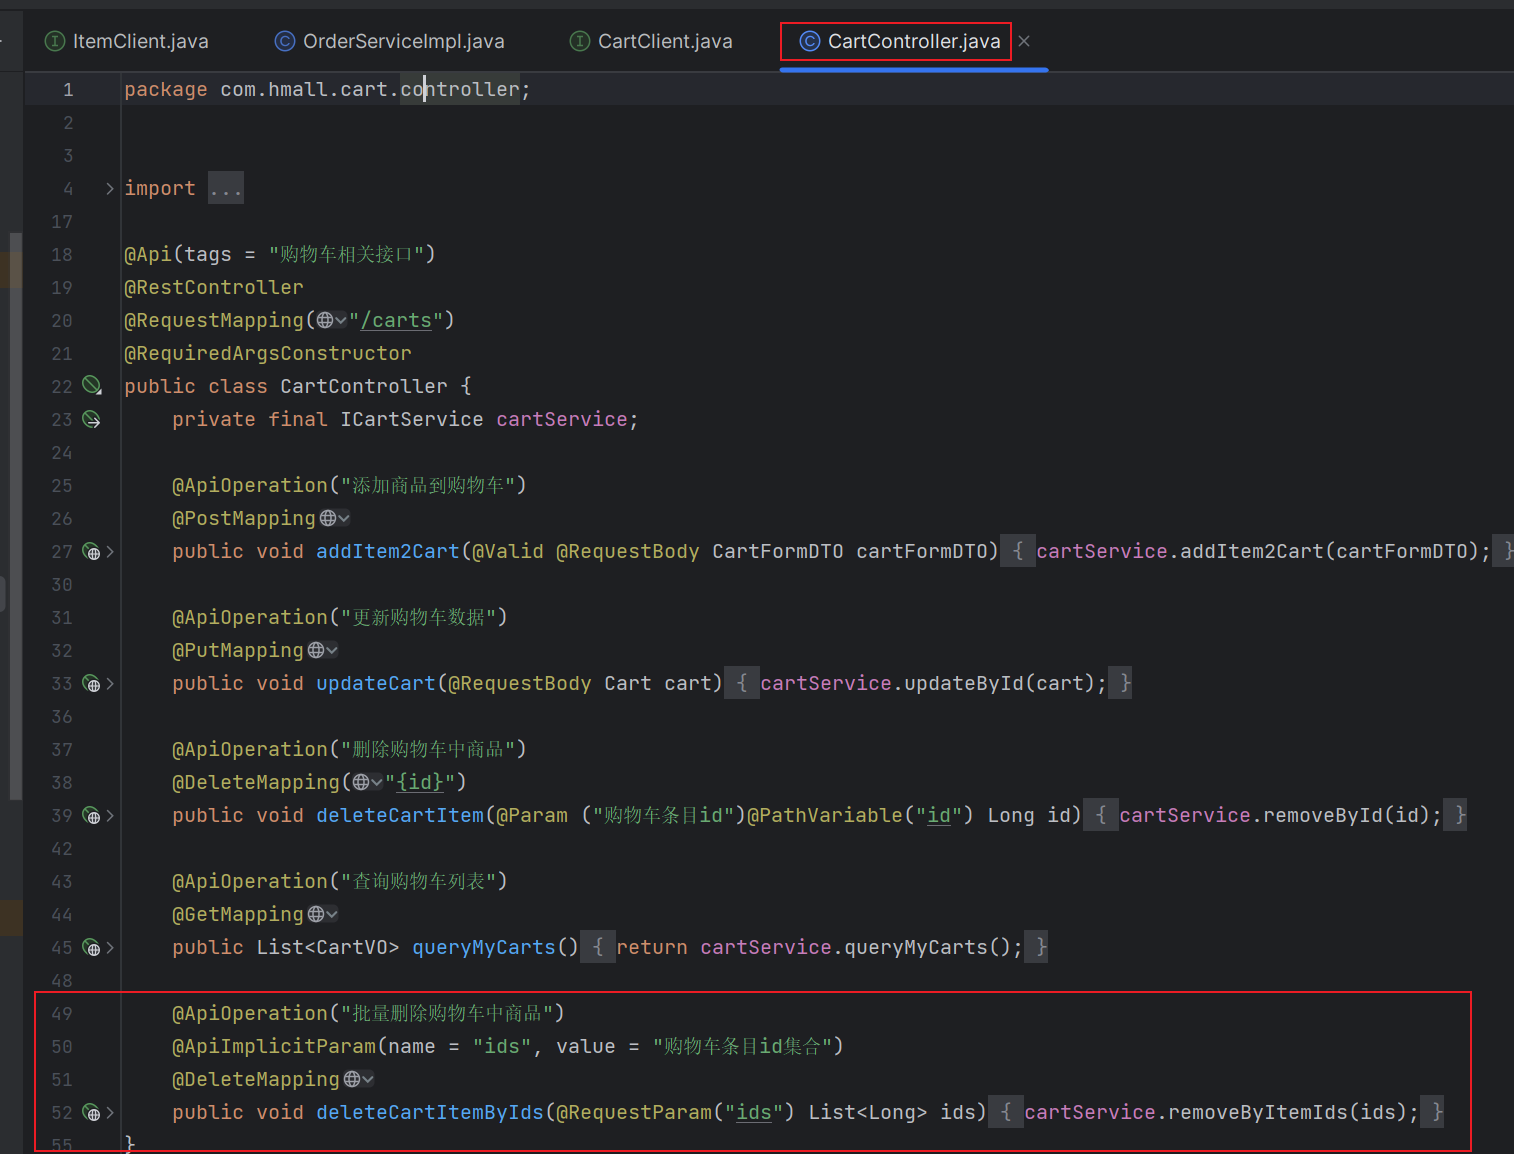 ItemClient.java OrderServiceImpl.java CartClient.java CartController.java
1 package com.hmall.cart.controller;
2
3
4 import ...
17
18 @Api(tags = "购物车相关接口")
19 @RestController
20 @RequestMapping("/carts")
21 @RequiredArgsConstructor
22 public class CartController {
23 private final ICartService cartService;
24
25 @ApiOperation("添加商品到购物车")
26 @PostMapping
27 public void addItem2Cart(@Valid @RequestBody CartFormDTO cartFormDTO) { cartService.addItem2Cart(cartFormDTO); }
30
31 @ApiOperation("更新购物车数据")
32 @PutMapping
33 public void updateCart(@RequestBody Cart cart) { cartService.updateById(cart); }
36
37 @ApiOperation("删除购物车中商品")
38 @DeleteMapping("{id}")
39 public void deleteCartItem(@Param ("购物车条目id")@PathVariable("id") Long id) { cartService.removeById(id); }
42
43 @ApiOperation("查询购物车列表")
44 @GetMapping
45 public List<CartVO> queryMyCarts() { return cartService.queryMyCarts(); }
48
49 @ApiOperation("批量删除购物车中商品")
50 @ApiImplicitParam(name = "ids", value = "购物车条目id集合")
51 @DeleteMapping
52 public void deleteCartItemByIds(@RequestParam("ids") List<Long> ids) { cartService.removeByItemIds(ids); }
55 }